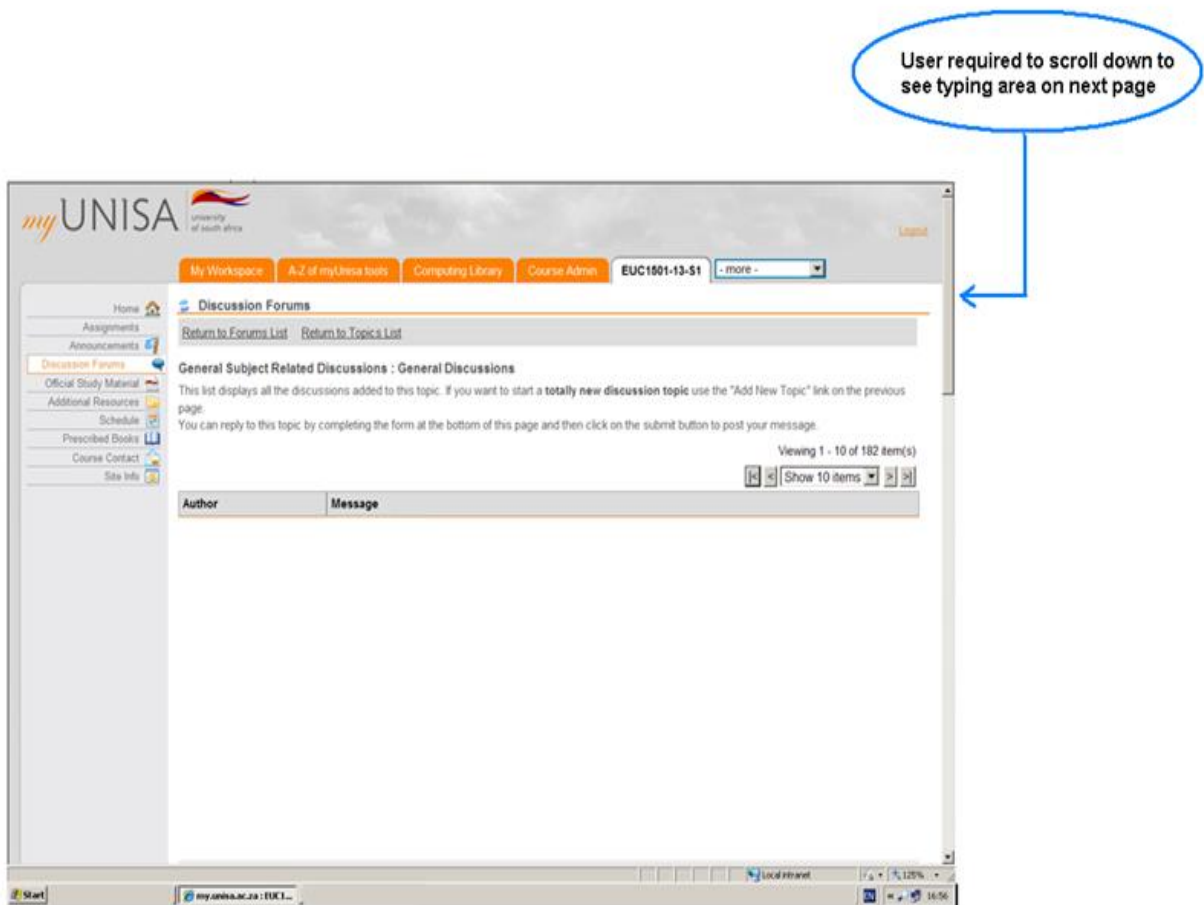 User required to scroll down to
see typing area on next page
myUNISA
university
of south africa
Logout
My Workspace A-Z of myUnisa tools Computing Library Course Admin EUC1501-13-S1 - more -
Home
Assignments
Announcements
Discussion Forums
Official Study Material
Additional Resources
Schedule
Prescribed Books
Course Contact
Site Info
Discussion Forums
Return to Forums List Return to Topics List
General Subject Related Discussions : General Discussions
This list displays all the discussions added to this topic. If you want to start a totally new discussion topic use the "Add New Topic" link on the previous
page.
You can reply to this topic by completing the form at the bottom of this page and then click on the submit button to post your message.
Viewing 1 - 10 of 182 item(s)
|< < Show 10 items > >|
Author Message
Local intranet 125%
Start my.unisa.ac.za : EUC1... EN 16:56